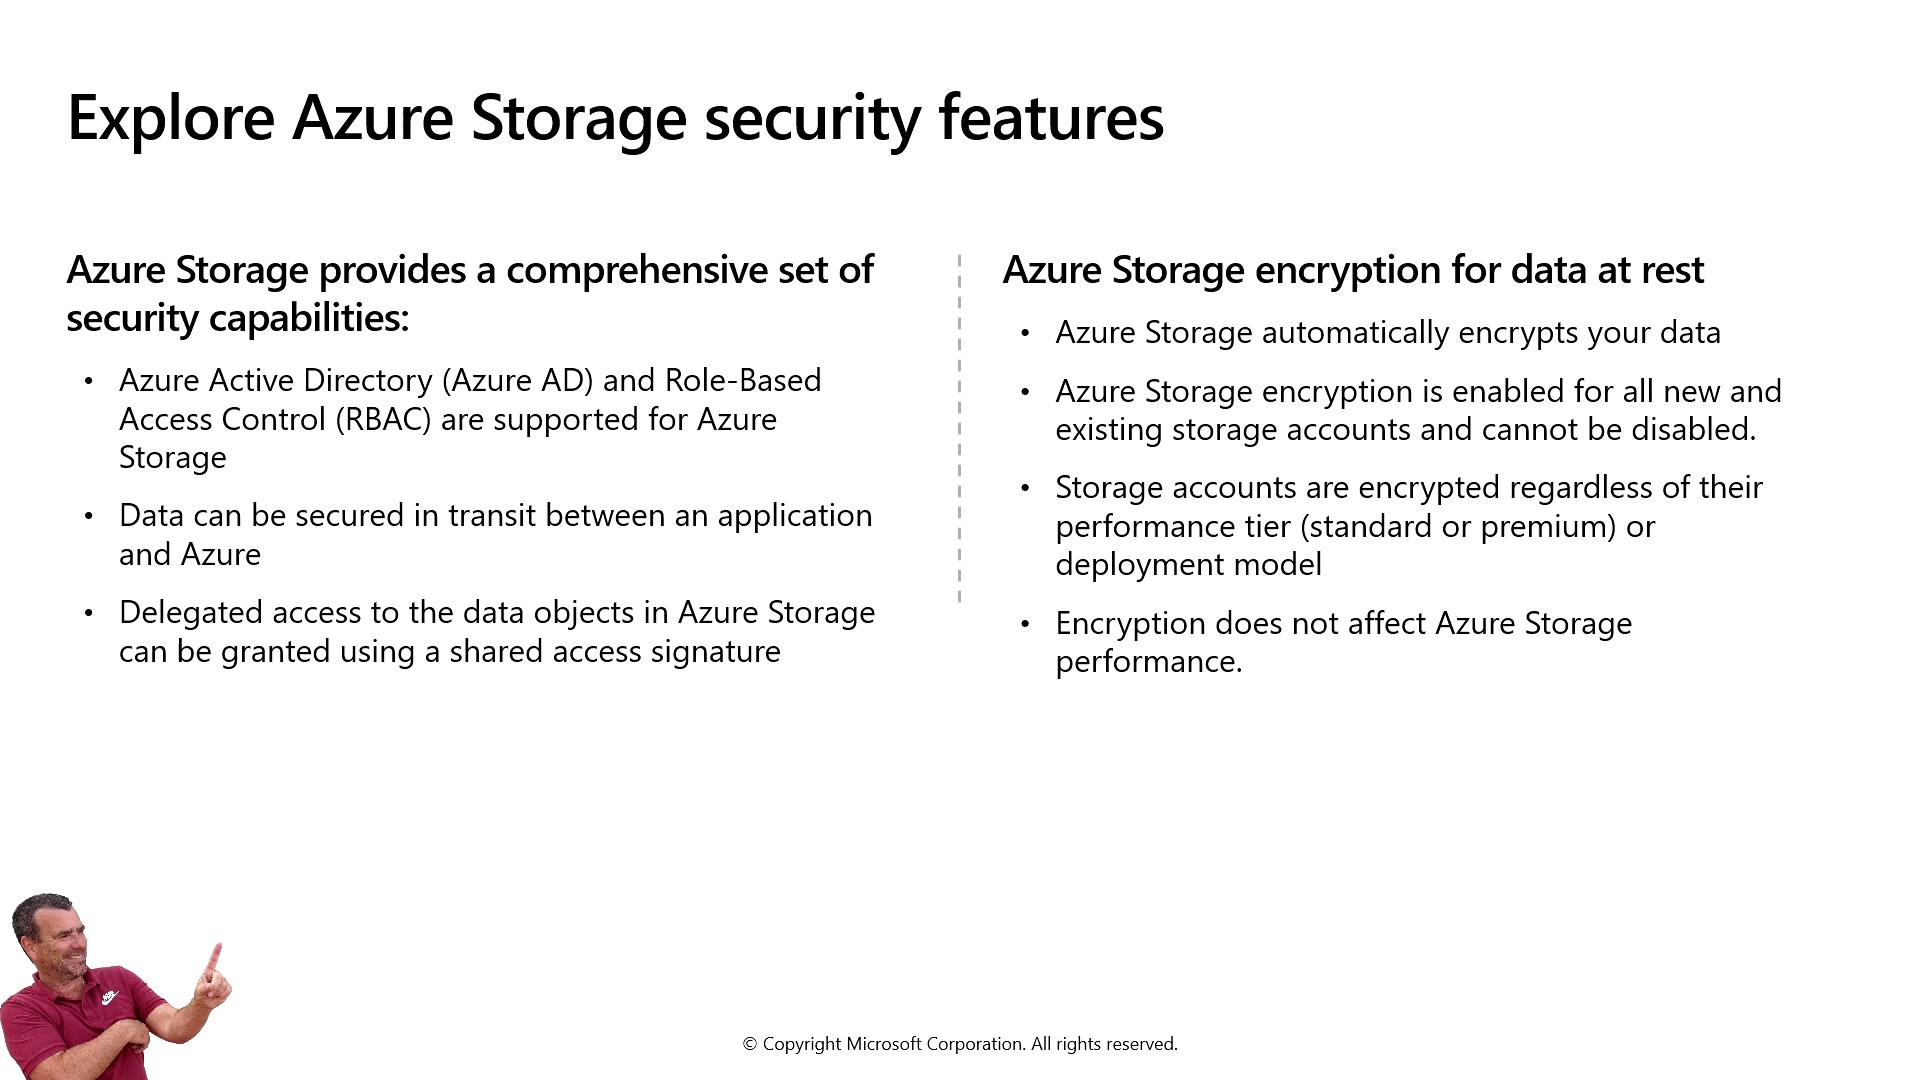 Explore Azure Storage security features
Azure Storage provides a comprehensive set of
security capabilities:
• Azure Active Directory (Azure AD) and Role-Based
Access Control (RBAC) are supported for Azure
Storage
• Data can be secured in transit between an application
and Azure
• Delegated access to the data objects in Azure Storage
can be granted using a shared access signature
Azure Storage encryption for data at rest
• Azure Storage automatically encrypts your data
• Azure Storage encryption is enabled for all new and
existing storage accounts and cannot be disabled.
• Storage accounts are encrypted regardless of their
performance tier (standard or premium) or
deployment model
• Encryption does not affect Azure Storage
performance.
© Copyright Microsoft Corporation. All rights reserved.